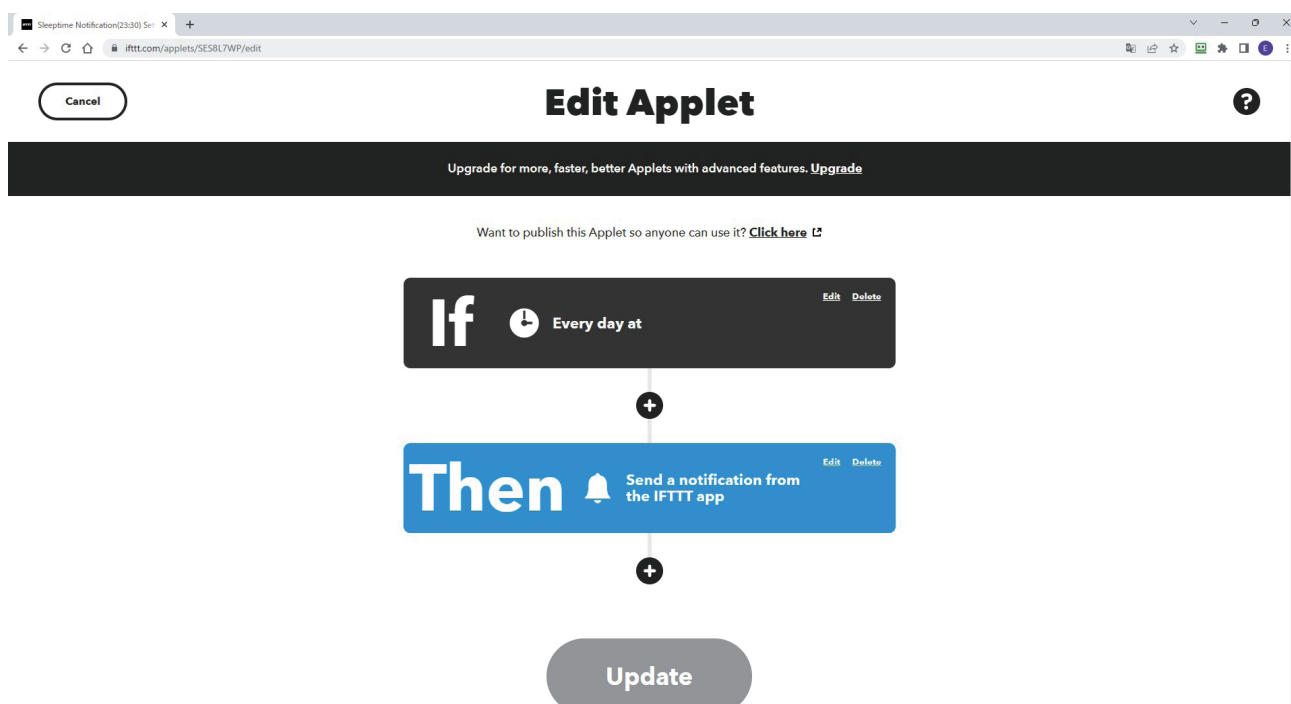 Sleeptime Notification(23:30) Set
ifttt.com/applets/SES8L7WP/edit
E
Cancel
Edit Applet
?
Upgrade for more, faster, better Applets with advanced features. Upgrade
Want to publish this Applet so anyone can use it? Click here
If
Every day at
Edit Delete
Then
Send a notification from
the IFTTT app
Edit Delete
Update